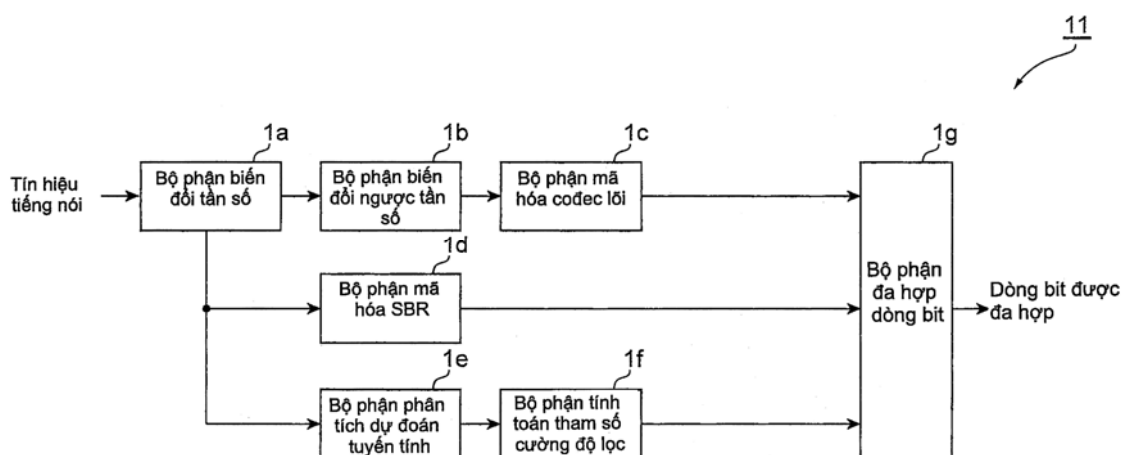 11
1a
1b
1c
1g
Tín hiệu
tiếng nói
Bộ phận biến
đổi tần số
Bộ phận biến
đổi ngược tần
số
Bộ phận mã
hóa cođec lõi
1d
Bộ phận mã
hóa SBR
Bộ phận
đa hợp
dòng bit
Dòng bit được
đa hợp
1e
1f
Bộ phận phân
tích dự đoán
tuyến tính
Bộ phận tính
toán tham số
cường độ lọc